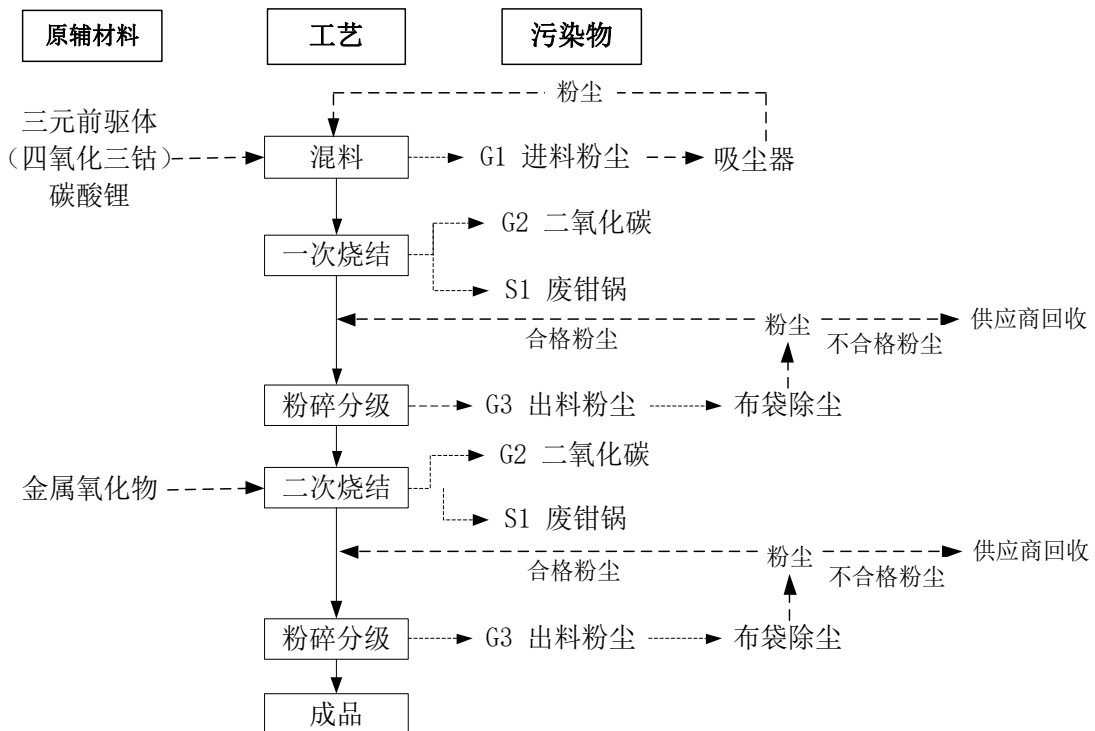 原辅材料
工艺
污染物
粉尘
三元前驱体
(四氧化三钴)
碳酸锂
混料
G1 进料粉尘
吸尘器
G2 二氧化碳
一次烧结
S1 废钳锅
粉尘
供应商回收
合格粉尘
不合格粉尘
粉碎分级
G3 出料粉尘
布袋除尘
G2 二氧化碳
金属氧化物
二次烧结
S1 废钳锅
粉尘
供应商回收
合格粉尘
不合格粉尘
粉碎分级
G3 出料粉尘
布袋除尘
成品